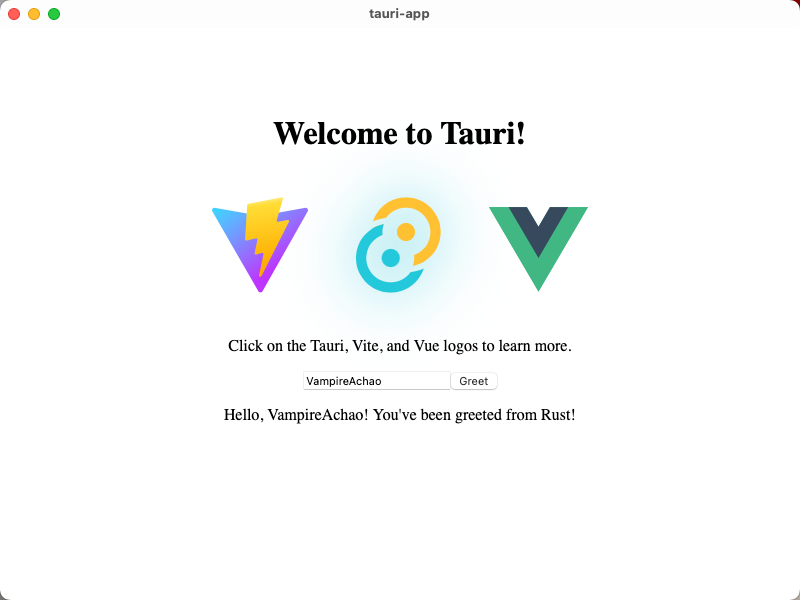 tauri-app
Welcome to Tauri!
Click on the Tauri, Vite, and Vue logos to learn more.
VampireAchao Greet
Hello, VampireAchao! You've been greeted from Rust!